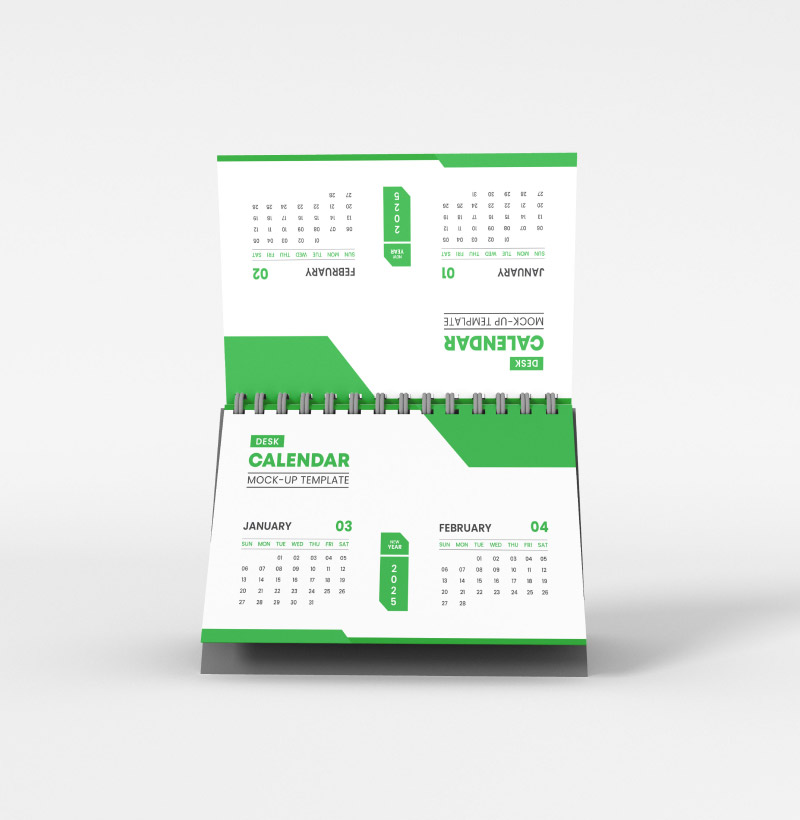 DESK
CALENDAR
MOCK-UP TEMPLATE
JANUARY 01
SUN MON TUE WED THU FRI SAT
01 02 03 04 05
06 07 08 09 10 11 12
13 14 15 16 17 18 19
20 21 22 23 24 25 26
27 28 29 30 31
NEW
YEAR
2
0
2
5
FEBRUARY 02
SUN MON TUE WED THU FRI SAT
01 02 03 04 05
06 07 08 09 10 11 12
13 14 15 16 17 18 19
20 21 22 23 24 25 26
27 28
DESK
CALENDAR
MOCK-UP TEMPLATE
JANUARY 03
SUN MON TUE WED THU FRI SAT
01 02 03 04 05
06 07 08 09 10 11 12
13 14 15 16 17 18 19
20 21 22 23 24 25 26
27 28 29 30 31
NEW
YEAR
2
0
2
5
FEBRUARY 04
SUN MON TUE WED THU FRI SAT
01 02 03 04 05
06 07 08 09 10 11 12
13 14 15 16 17 18 19
20 21 22 23 24 25 26
27 28